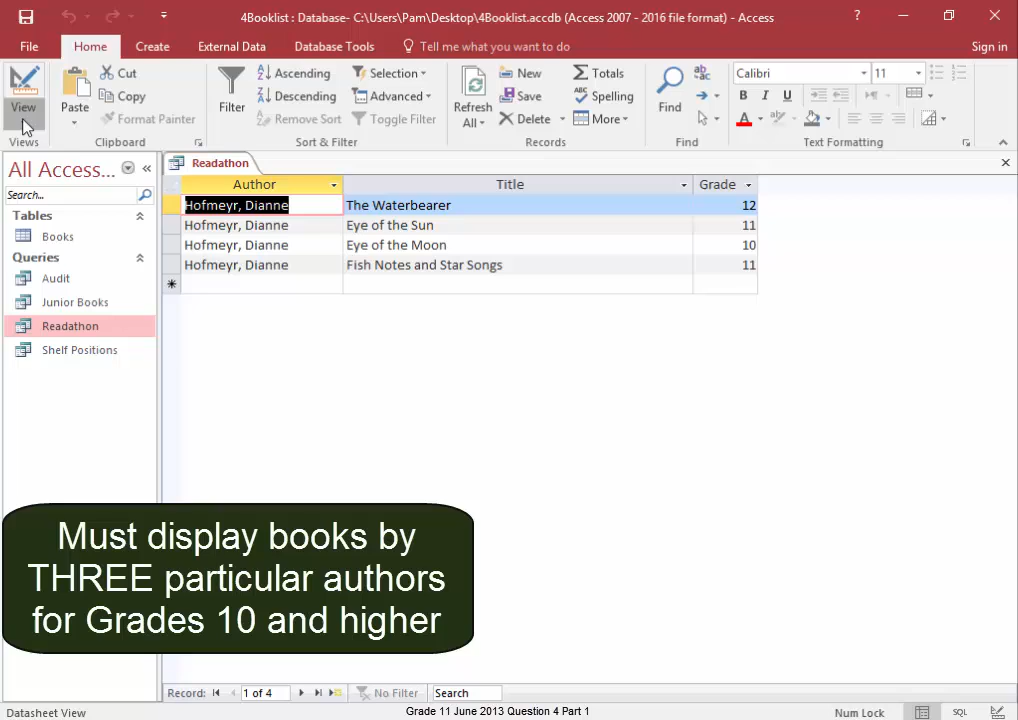 4Booklist : Database- C:\Users\Pam\Desktop\4Booklist.accdb (Access 2007 - 2016 file format) - Access
File Home Create External Data Database Tools Tell me what you want to do Sign in
View
Views
Paste
Cut
Copy
Format Painter
Clipboard
Filter
Ascending
Descending
Remove Sort
Selection
Advanced
Toggle Filter
Sort & Filter
Refresh
All
New
Save
Delete
Totals
Spelling
More
Records
Find
Find
Calibri 11
B I U
Text Formatting
All Access...
Search...
Tables
Books
Queries
Audit
Junior Books
Readathon
Shelf Positions
Readathon
Author Title Grade
Hofmeyr, Dianne The Waterbearer 12
Hofmeyr, Dianne Eye of the Sun 11
Hofmeyr, Dianne Eye of the Moon 10
Hofmeyr, Dianne Fish Notes and Star Songs 11
Must display books by
THREE particular authors
for Grades 10 and higher
Record: 1 of 4 No Filter Search
Datasheet View Grade 11 June 2013 Question 4 Part 1 Num Lock SQL